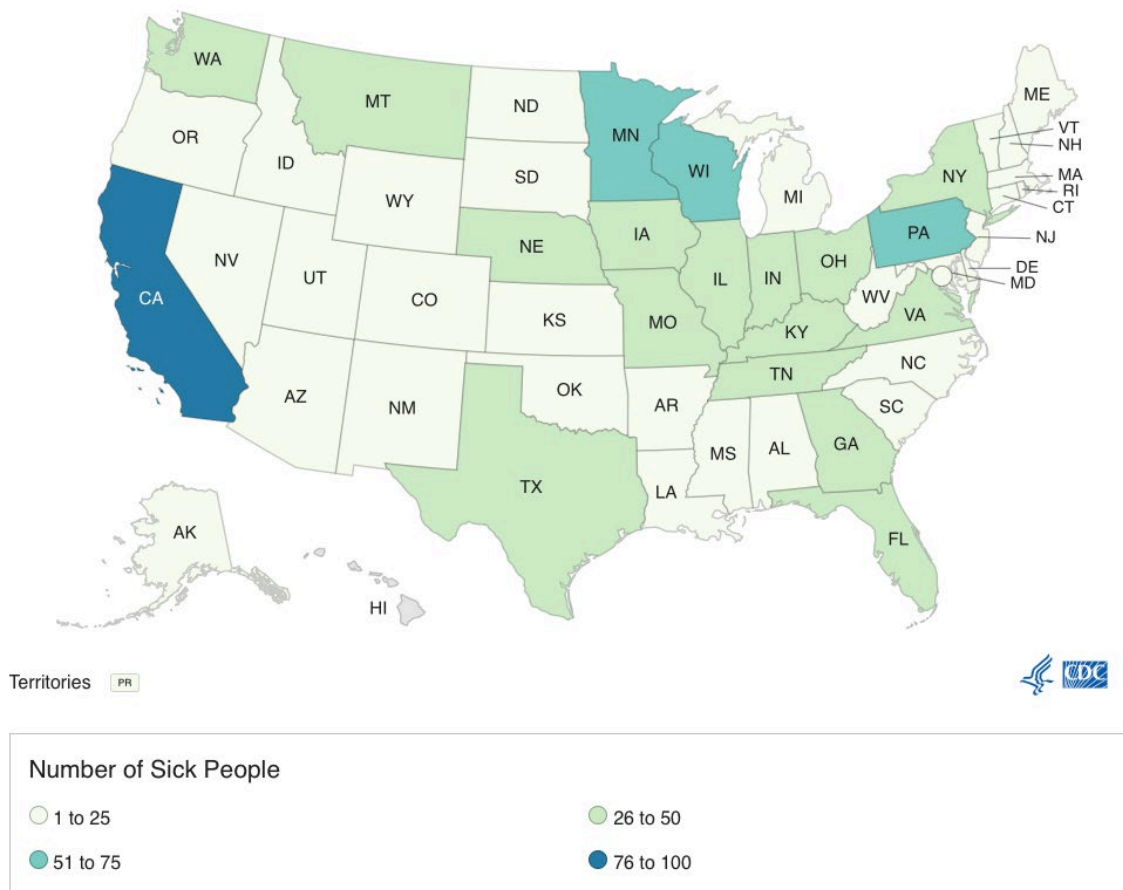 WA
MT
ND
MN
ME
VT
NH
OR
ID
SD
WI
MI
NY
MA
RI
CT
WY
NE
IA
PA
NJ
NV
UT
CO
IL
IN
OH
DE
MD
CA
KS
MO
WV
VA
KY
AZ
NM
OK
AR
TN
NC
SC
MS
AL
GA
TX
LA
AK
FL
HI
Territories PR
CDC
Number of Sick People
1 to 25
26 to 50
51 to 75
76 to 100